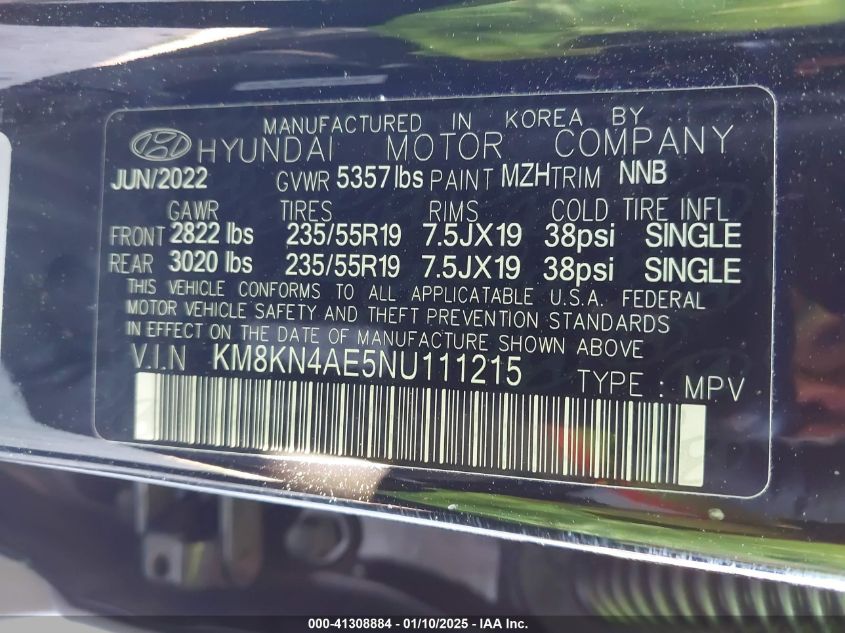 MANUFACTURED IN KOREA BY
HYUNDAI MOTOR COMPANY
JUN/2022 GVWR 5357 lbs PAINT MZH TRIM NNB
GAWR TIRES RIMS COLD TIRE INFL.
FRONT 2822 lbs 235/55R19 7.5JX19 38psi SINGLE
REAR 3020 lbs 235/55R19 7.5JX19 38psi SINGLE
THIS VEHICLE CONFORMS TO ALL APPLICATABLE U.S.A. FEDERAL
MOTOR VEHICLE SAFETY AND THEFT PREVENTION STANDARDS
IN EFFECT ON THE DATE OF MANUFACTURE SHOWN ABOVE
V.I.N KM8KN4AE5NU111215 TYPE : MPV
000-41308884 - 01/10/2025 - IAA Inc.